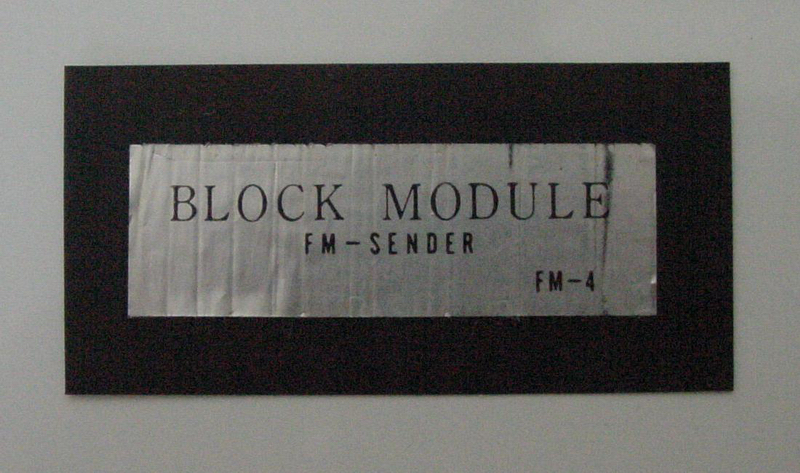 BLOCK MODULE
FM-SENDER
FM-4